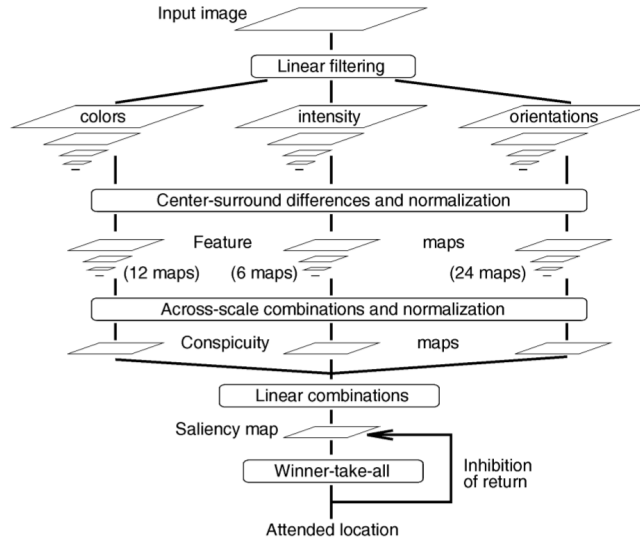 Input image
Linear filtering
colors intensity orientations
Center-surround differences and normalization
Feature maps
(12 maps) (6 maps) (24 maps)
Across-scale combinations and normalization
Conspicuity maps
Linear combinations
Saliency map
Winner-take-all
Inhibition
of return
Attended location